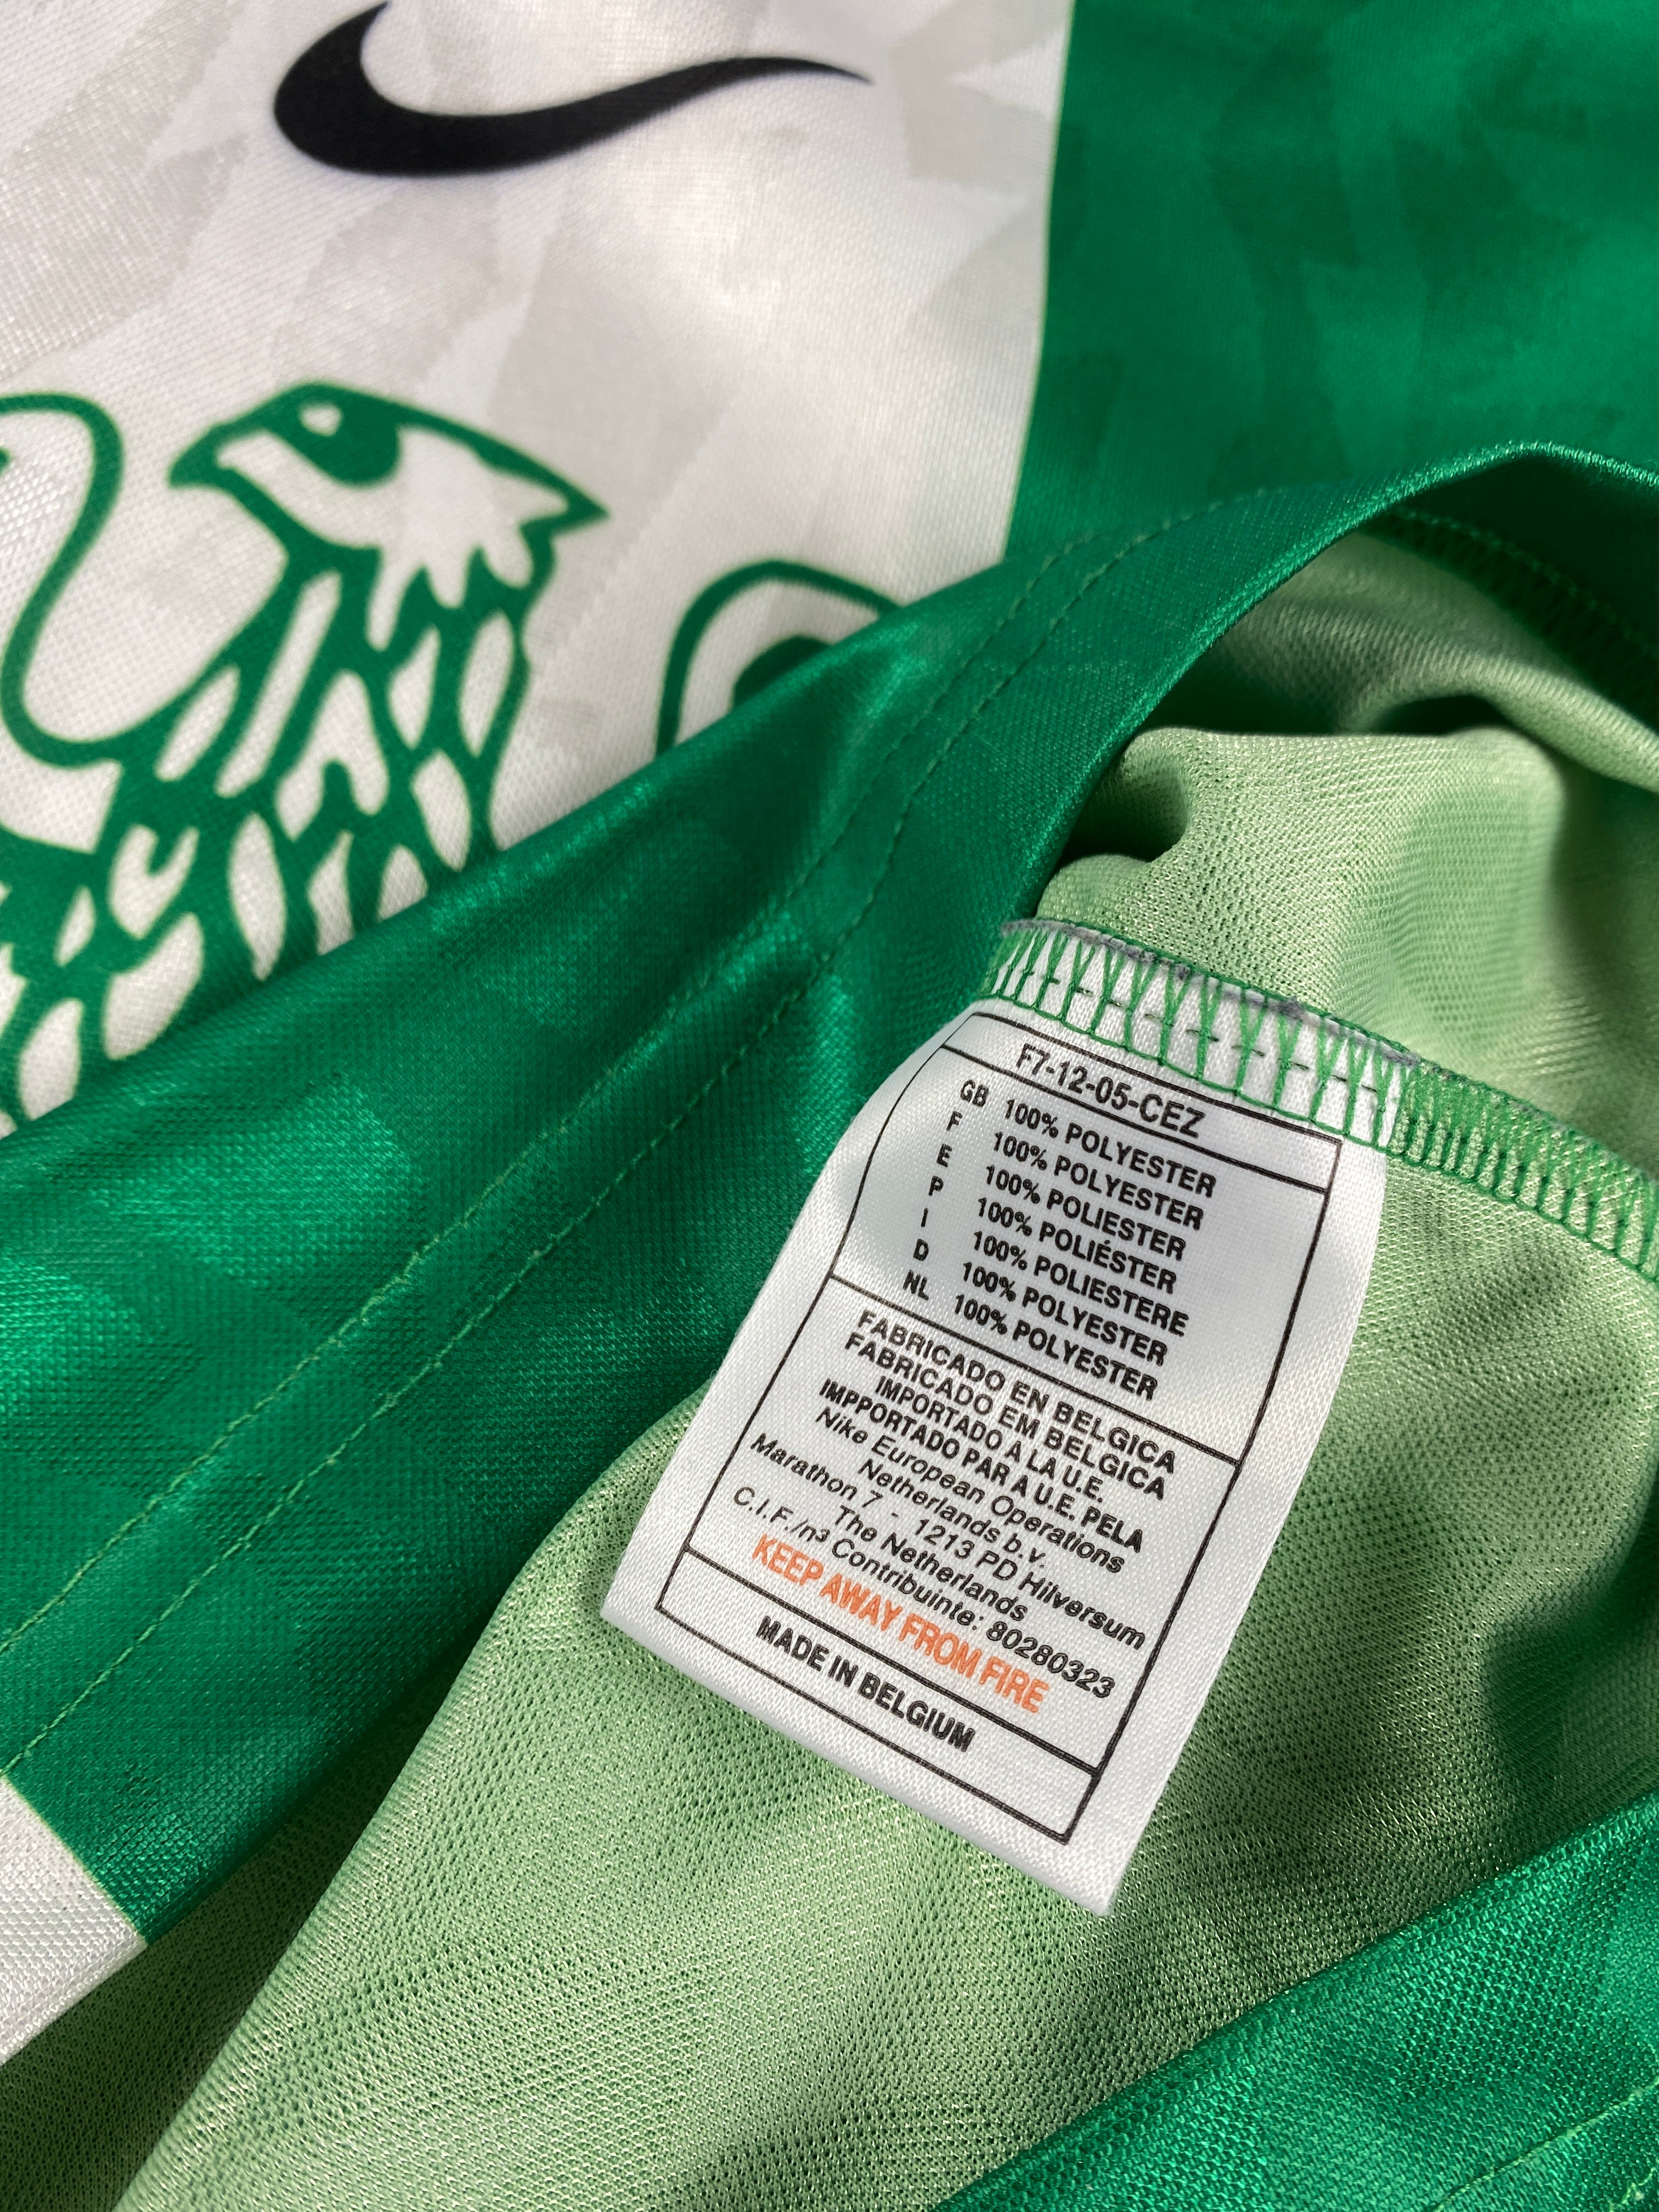 F7-12-05-CEZ
GB 100% POLYESTER
F 100% POLYESTER
E 100% POLIESTER
P 100% POLIÉSTER
I 100% POLIESTERE
D 100% POLYESTER
NL 100% POLYESTER
FABRICADO EN BELGICA
FABRICADO EM BELGICA
IMPORTADO A LA U.E.
IMPPORTADO PAR A U.E. PELA
Nike European Operations
Netherlands b.v.
Marathon 7 - 1213 PD Hilversum
The Netherlands
C.I.F./n³ Contribuinte: 80280323
KEEP AWAY FROM FIRE
MADE IN BELGIUM